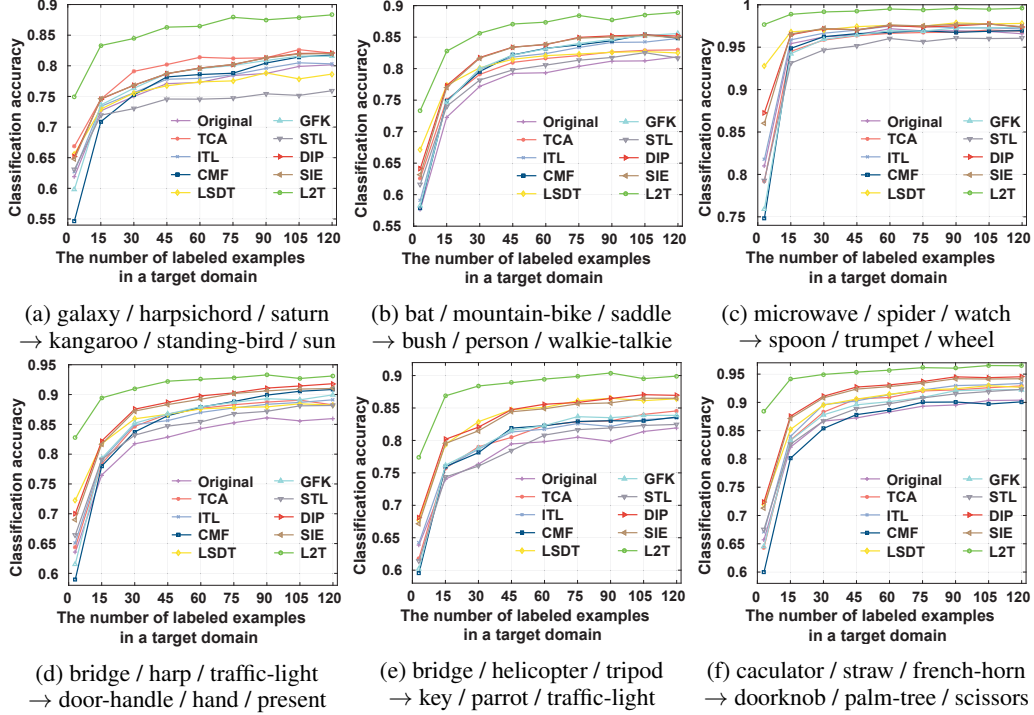 0.9
0.85
0.8
0.75
0.7
0.65
0.6
0.55
Classification accuracy
Original
TCA
ITL
CMF
LSDT
GFK
STL
DIP
SIE
L2T
0 3 15 30 45 60 75 90 105 120
The number of labeled examples
in a target domain
(a) galaxy / harpsichord / saturn
→ kangaroo / standing-bird / sun
0.9
0.85
0.8
0.75
0.7
0.65
0.6
0.55
Classification accuracy
Original
TCA
ITL
CMF
LSDT
GFK
STL
DIP
SIE
L2T
0 3 15 30 45 60 75 90 105 120
The number of labeled examples
in a target domain
(b) bat / mountain-bike / saddle
→ bush / person / walkie-talkie
1
0.95
0.9
0.85
0.8
0.75
Classification accuracy
Original
TCA
ITL
CMF
LSDT
GFK
STL
DIP
SIE
L2T
0 3 15 30 45 60 75 90 105 120
The number of labeled examples
in a target domain
(c) microwave / spider / watch
→ spoon / trumpet / wheel
0.95
0.9
0.85
0.8
0.75
0.7
0.65
0.6
Classification accuracy
Original
TCA
ITL
CMF
LSDT
GFK
STL
DIP
SIE
L2T
0 3 15 30 45 60 75 90 105 120
The number of labeled examples
in a target domain
(d) bridge / harp / traffic-light
→ door-handle / hand / present
0.9
0.85
0.8
0.75
0.7
0.65
0.6
Classification accuracy
Original
TCA
ITL
CMF
LSDT
GFK
STL
DIP
SIE
L2T
0 3 15 30 45 60 75 90 105 120
The number of labeled examples
in a target domain
(e) bridge / helicopter / tripod
→ key / parrot / traffic-light
0.95
0.9
0.85
0.8
0.75
0.7
0.65
0.6
Classification accuracy
Original
TCA
ITL
CMF
LSDT
GFK
STL
DIP
SIE
L2T
0 3 15 30 45 60 75 90 105 120
The number of labeled examples
in a target domain
(f) caculator / straw / french-horn
→ doorknob / palm-tree / scissors